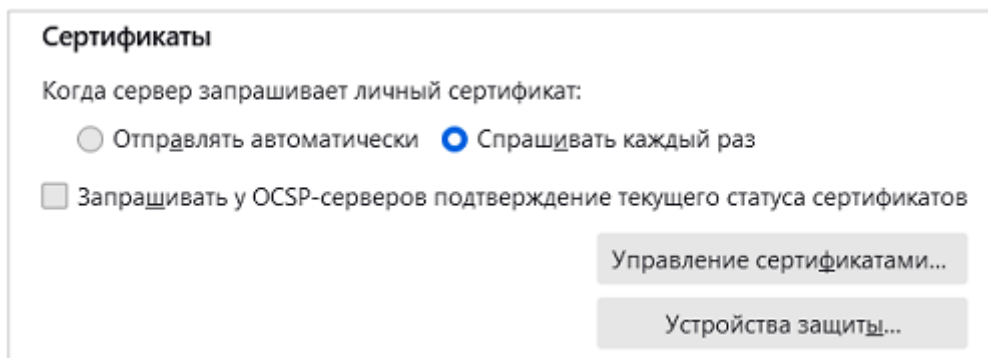 Сертификаты
Когда сервер запрашивает личный сертификат:
Отправлять автоматически Спрашивать каждый раз
Запрашивать у OCSP-серверов подтверждение текущего статуса сертификатов
Управление сертификатами...
Устройства защиты...